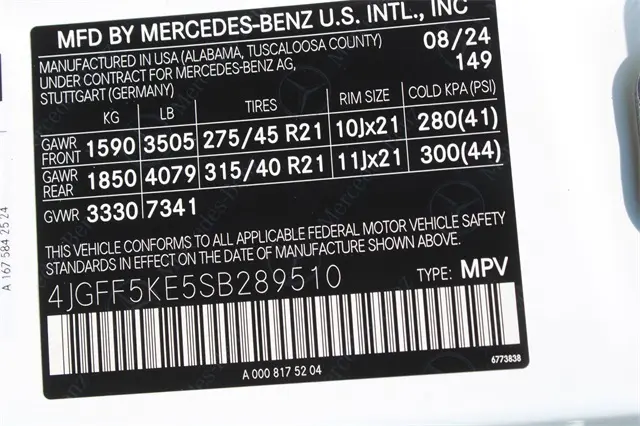 MFD BY MERCEDES-BENZ U.S. INTL., INC
MANUFACTURED IN USA (ALABAMA, TUSCALOOSA COUNTY) 08/24
UNDER CONTRACT FOR MERCEDES-BENZ AG, 149
STUTTGART (GERMANY)
KG LB TIRES RIM SIZE COLD KPA (PSI)
GAWR FRONT 1590 3505 275/45 R21 10Jx21 280(41)
GAWR REAR 1850 4079 315/40 R21 11Jx21 300(44)
GVWR 3330 7341
THIS VEHICLE CONFORMS TO ALL APPLICABLE FEDERAL MOTOR VEHICLE SAFETY
STANDARDS IN EFFECT ON THE DATE OF MANUFACTURE SHOWN ABOVE.
4JGFF5KE5SB289510 TYPE: MPV
6773838
A 000 817 52 04
A 167 584 25 24